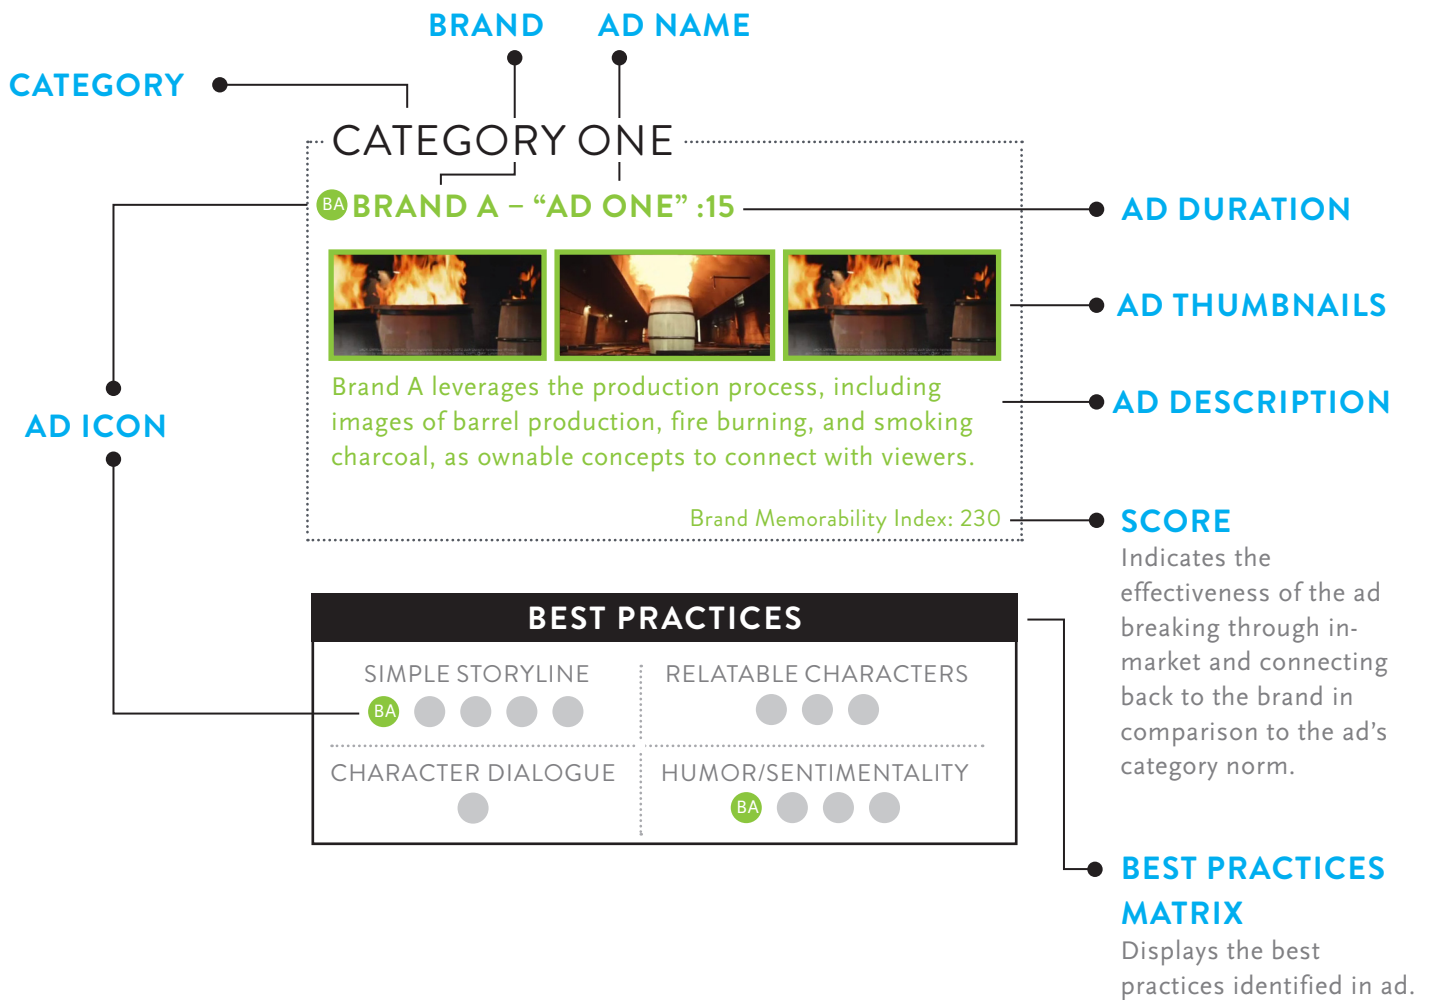 BRAND
AD NAME
CATEGORY
CATEGORY ONE
BA BRAND A – “AD ONE” :15
AD DURATION
AD THUMBNAILS
Brand A leverages the production process, including
images of barrel production, fire burning, and smoking
charcoal, as ownable concepts to connect with viewers.
AD DESCRIPTION
AD ICON
Brand Memorability Index: 230
SCORE
Indicates the
effectiveness of the ad
breaking through in-
market and connecting
back to the brand in
comparison to the ad’s
category norm.
BEST PRACTICES
SIMPLE STORYLINE
BA
RELATABLE CHARACTERS
CHARACTER DIALOGUE
HUMOR/SENTIMENTALITY
BA
BEST PRACTICES
MATRIX
Displays the best
practices identified in ad.